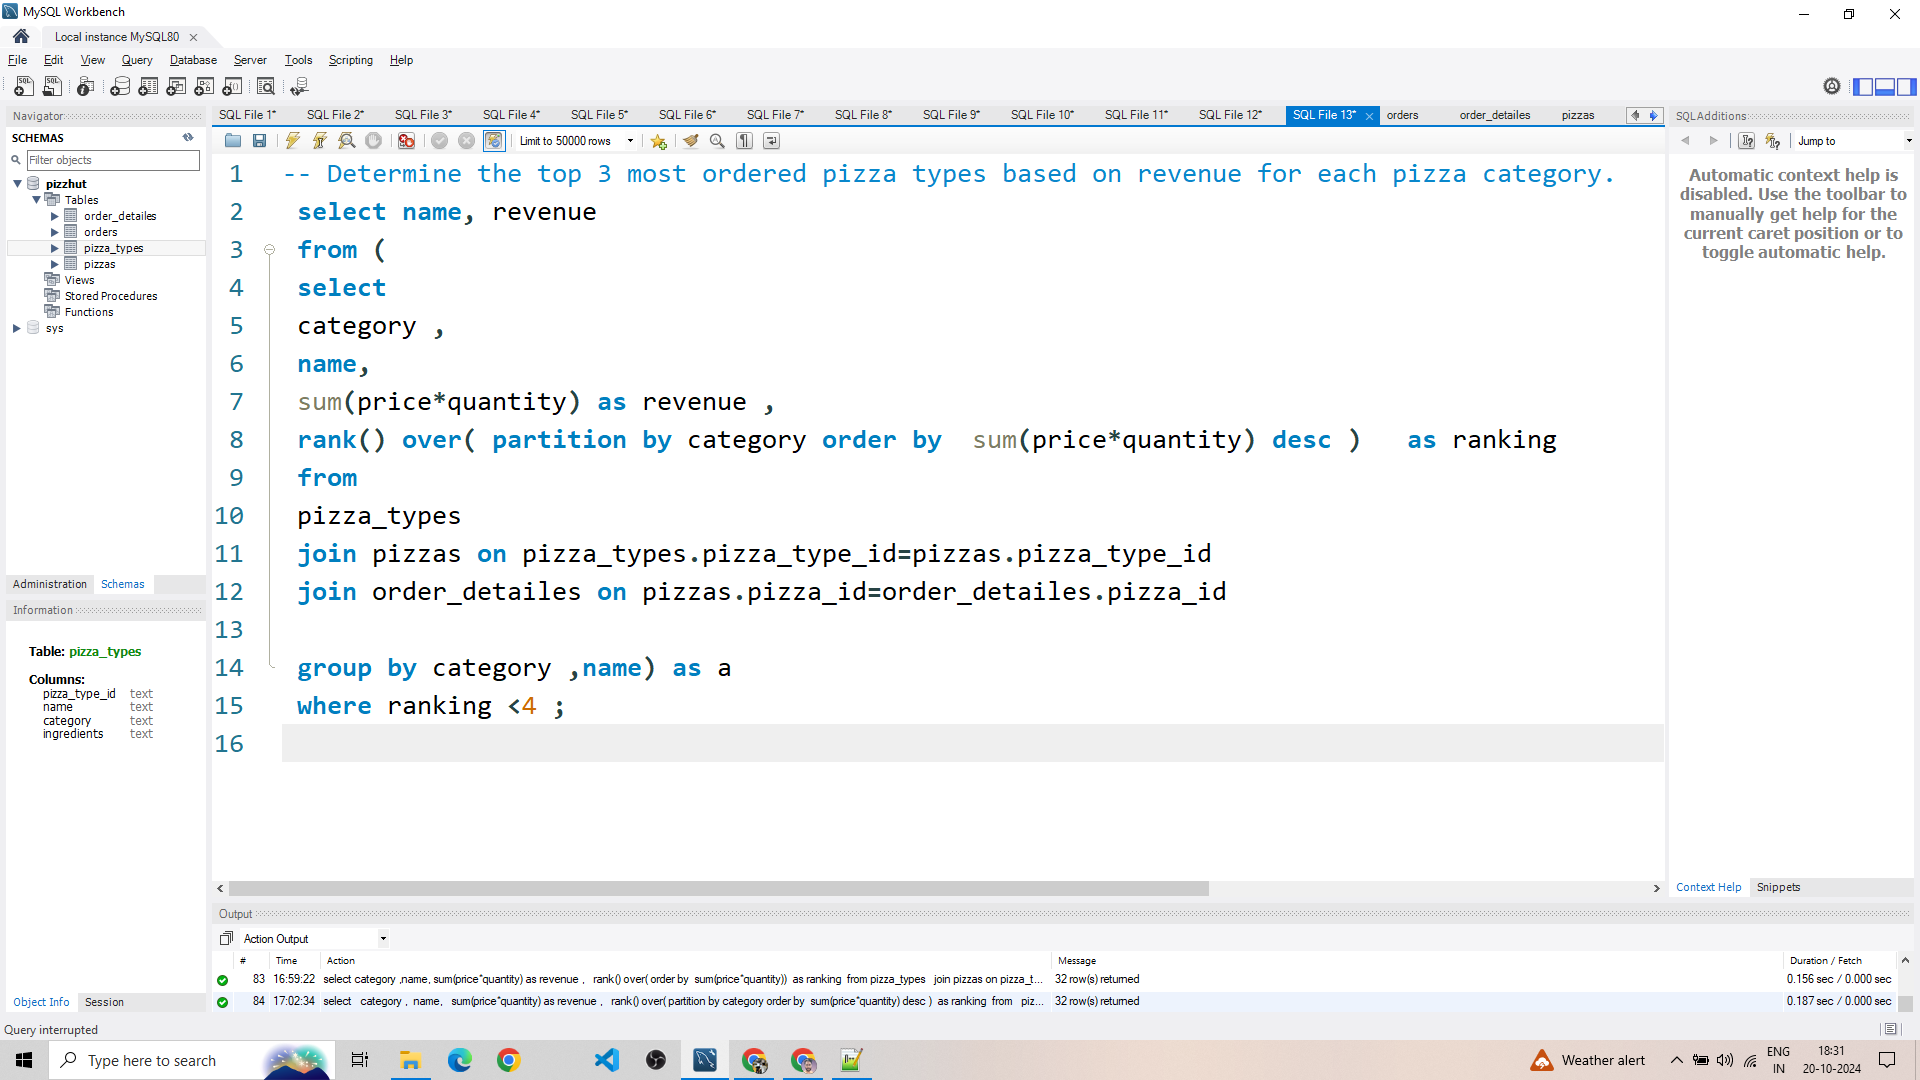 MySQL Workbench
Local instance MySQL80
File Edit View Query Database Server Tools Scripting Help
Navigator
SCHEMAS
Filter objects
pizzhut
Tables
order_detailes
orders
pizza_types
pizzas
Views
Stored Procedures
Functions
sys
Administration Schemas
Information
Table: pizza_types
Columns:
pizza_type_id text
name text
category text
ingredients text
Object Info Session
SQL File 1* SQL File 2* SQL File 3* SQL File 4* SQL File 5* SQL File 6* SQL File 7* SQL File 8* SQL File 9* SQL File 10* SQL File 11* SQL File 12* SQL File 13* orders order_detailes pizzas
Limit to 50000 rows
1 -- Determine the top 3 most ordered pizza types based on revenue for each pizza category.
2 select name, revenue
3 from (
4 select
5 category ,
6 name,
7 sum(price*quantity) as revenue ,
8 rank() over( partition by category order by  sum(price*quantity) desc )   as ranking
9 from
10 pizza_types
11 join pizzas on pizza_types.pizza_type_id=pizzas.pizza_type_id
12 join order_detailes on pizzas.pizza_id=order_detailes.pizza_id
13
14 group by category ,name) as a
15 where ranking <4 ;
16
SQLAdditions
Jump to
Automatic context help is
disabled. Use the toolbar to
manually get help for the
current caret position or to
toggle automatic help.
Context Help Snippets
Output
Action Output
# Time Action Message Duration / Fetch
83 16:59:22 select category ,name, sum(price*quantity) as revenue , rank() over( order by sum(price*quantity)) as ranking from pizza_types join pizzas on pizza_t... 32 row(s) returned 0.156 sec / 0.000 sec
84 17:02:34 select category , name, sum(price*quantity) as revenue , rank() over( partition by category order by sum(price*quantity) desc ) as ranking from piz... 32 row(s) returned 0.187 sec / 0.000 sec
Query interrupted
Type here to search
Weather alert
ENG
IN
18:31
20-10-2024